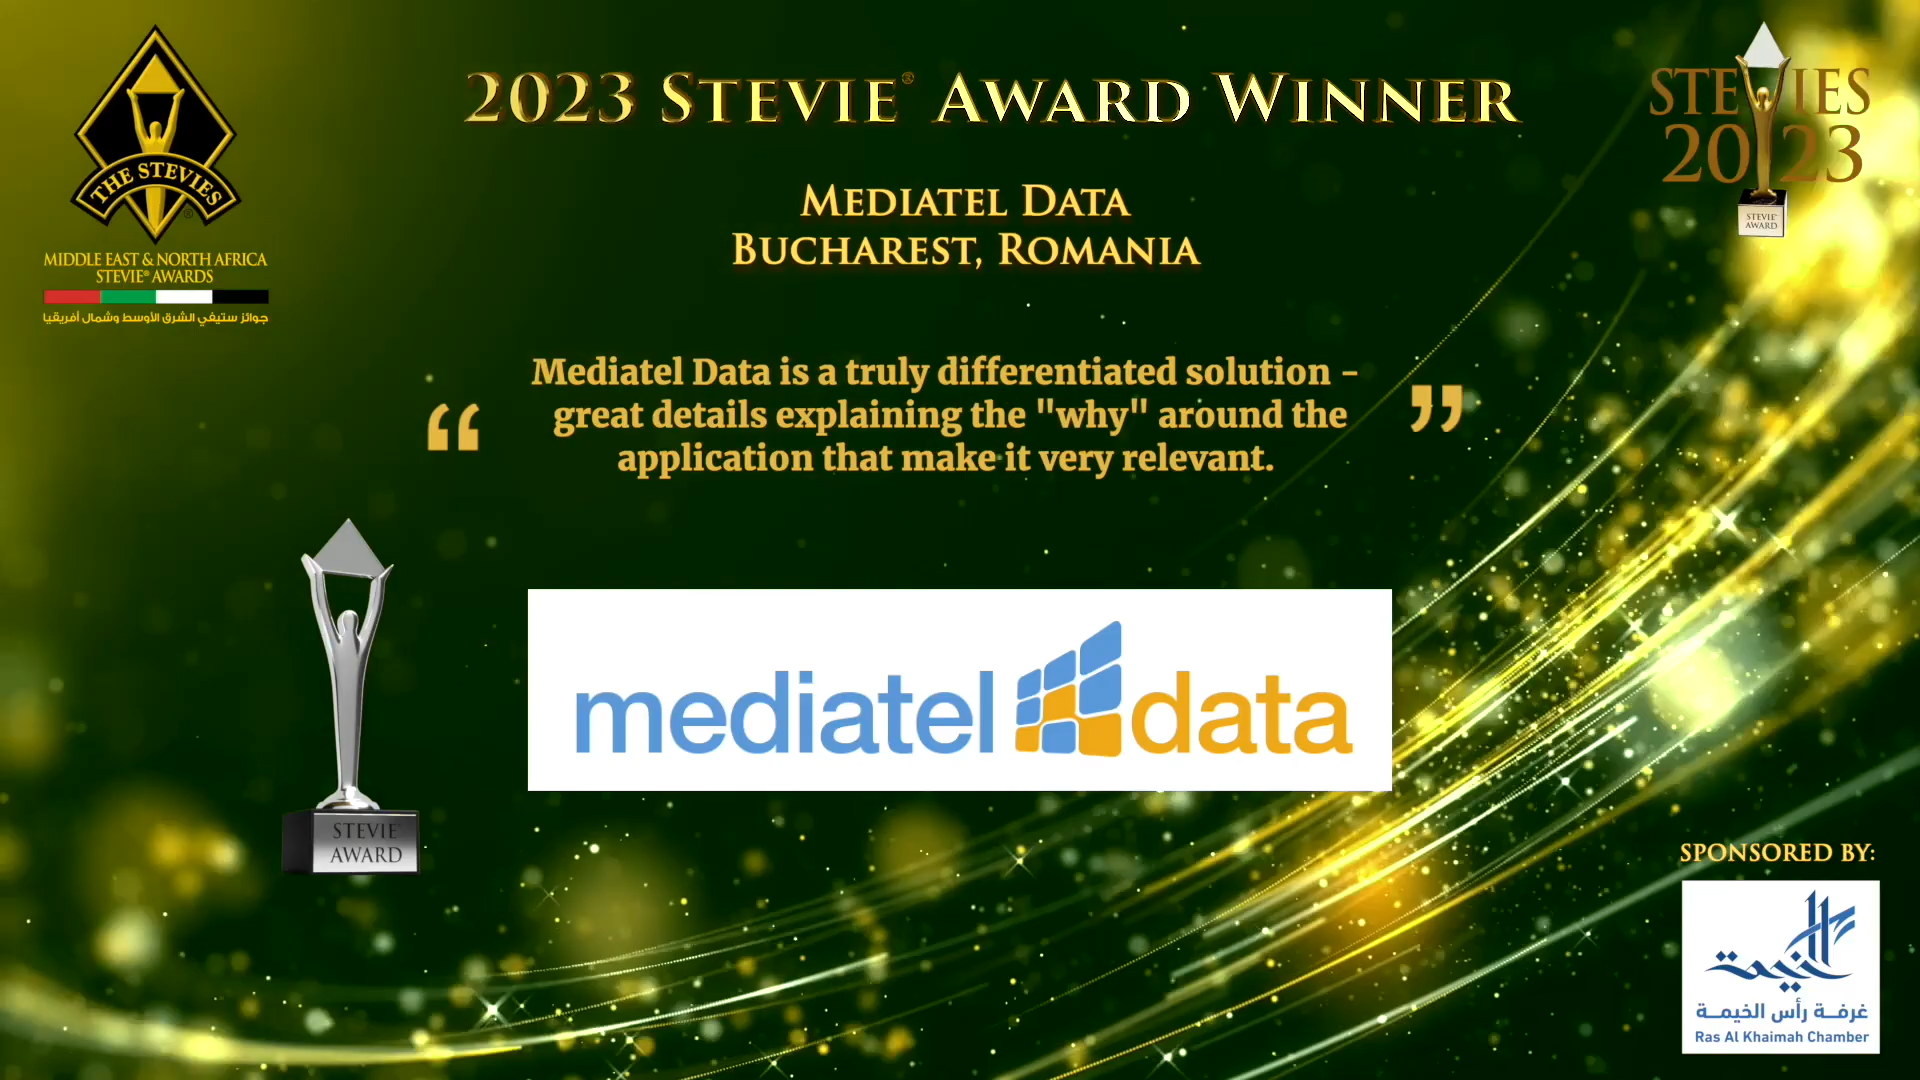 2023 STEVIE® AWARD WINNER
MEDIATEL DATA
BUCHAREST, ROMANIA
THE STEVIES ®
MIDDLE EAST & NORTH AFRICA
STEVIE® AWARDS
جوائز ستيفي الشرق الأوسط وشمال أفريقيا
STEVIES
2023
STEVIE®
AWARD
“ Mediatel Data is a truly differentiated solution - ”
great details explaining the "why" around the
application that make it very relevant.
STEVIE®
AWARD
mediatel data
SPONSORED BY:
الخيمة
غرفة رأس الخيمة
Ras Al Khaimah Chamber